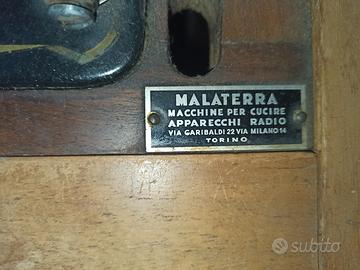 MALATERRA
MACCHINE PER CUCIRE
APPARECCHI RADIO
VIA GARIBALDI 22 VIA MILANO 14
TORINO
subito